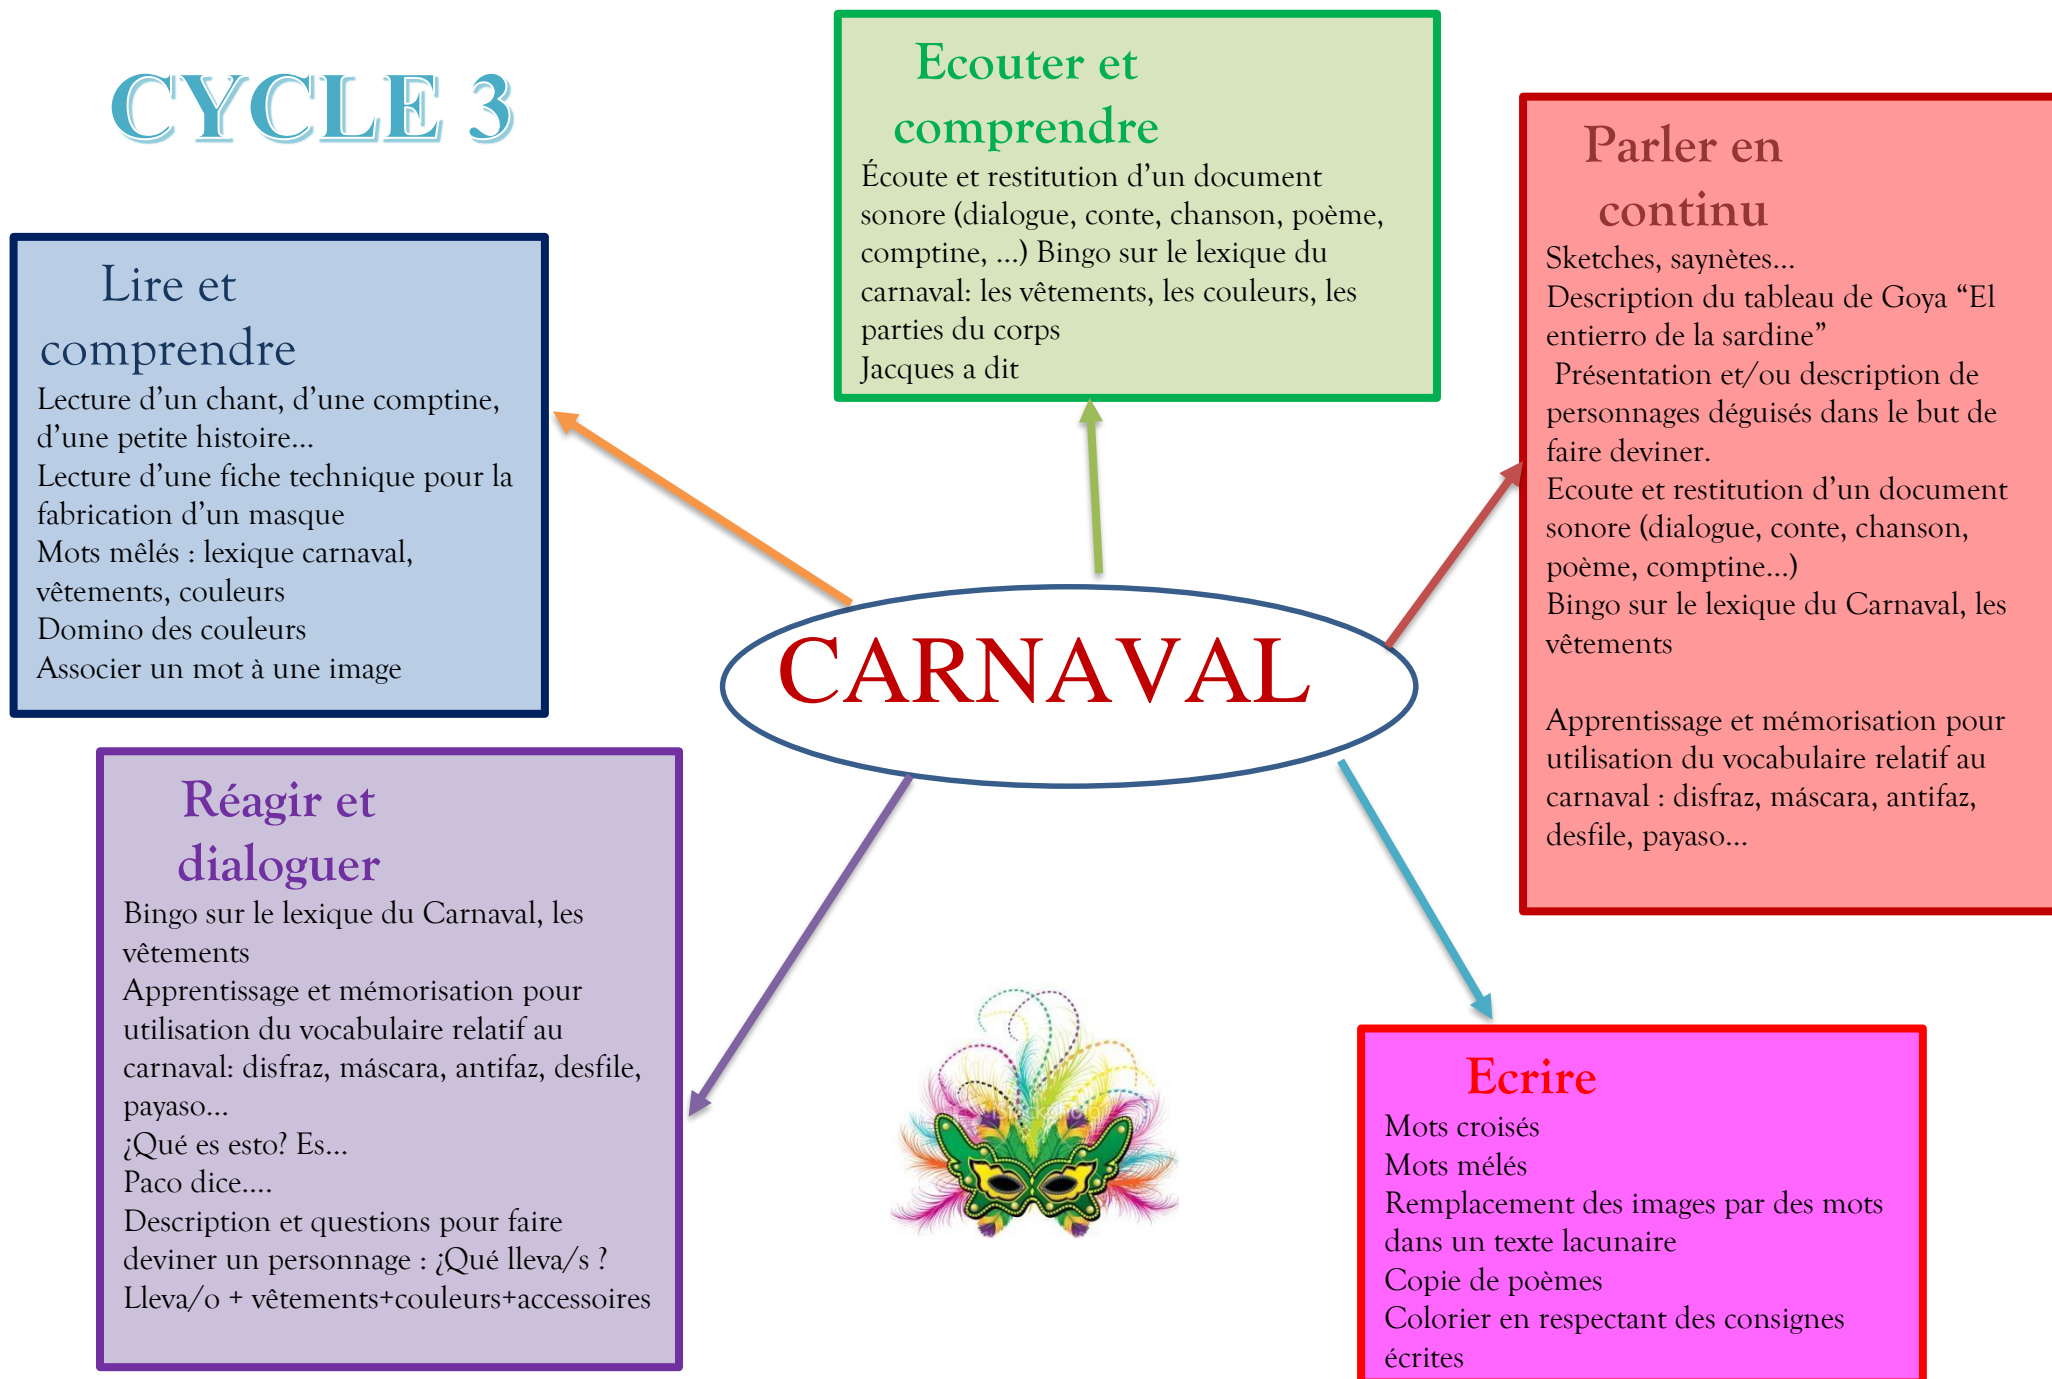 CYCLE 3
Ecouter et
comprendre
Écoute et restitution d’un document
sonore (dialogue, conte, chanson, poème,
comptine, ...) Bingo sur le lexique du
carnaval: les vêtements, les couleurs, les
parties du corps
Jacques a dit
Parler en
continu
Sketches, saynètes...
Description du tableau de Goya “El
entierro de la sardine”
Présentation et/ou description de
personnages déguisés dans le but de
faire deviner.
Ecoute et restitution d’un document
sonore (dialogue, conte, chanson,
poème, comptine...)
Bingo sur le lexique du Carnaval, les
vêtements
Apprentissage et mémorisation pour
utilisation du vocabulaire relatif au
carnaval : disfraz, máscara, antifaz,
desfile, payaso...
Lire et
comprendre
Lecture d’un chant, d’une comptine,
d’une petite histoire...
Lecture d’une fiche technique pour la
fabrication d’un masque
Mots mêlés : lexique carnaval,
vêtements, couleurs
Domino des couleurs
Associer un mot à une image
CARNAVAL
Réagir et
dialoguer
Bingo sur le lexique du Carnaval, les
vêtements
Apprentissage et mémorisation pour
utilisation du vocabulaire relatif au
carnaval: disfraz, máscara, antifaz, desfile,
payaso...
¿Qué es esto? Es...
Paco dice....
Description et questions pour faire
deviner un personnage : ¿Qué lleva/s ?
Lleva/o + vêtements+couleurs+accessoires
Ecrire
Mots croisés
Mots mélés
Remplacement des images par des mots
dans un texte lacunaire
Copie de poèmes
Colorier en respectant des consignes
écrites